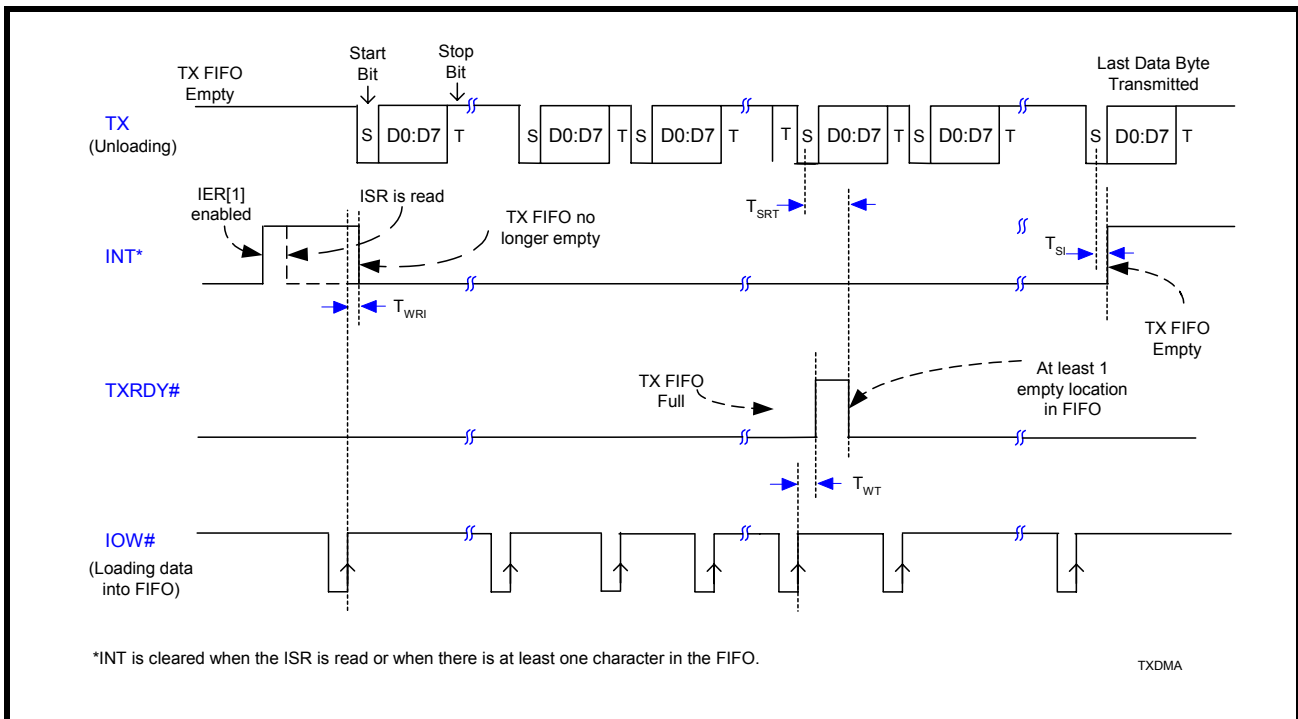 TX FIFO
Empty
Start
Bit
Stop
Bit
Last Data Byte
Transmitted
TX
(Unloading)
S D0:D7 T S D0:D7 T S D0:D7 T T S D0:D7 T S D0:D7 T S D0:D7 T
IER[1]
enabled
ISR is read
TX FIFO no
longer empty
TSRT
TSI
INT*
TWRI
TX FIFO
Empty
TXRDY#
TX FIFO
Full
At least 1
empty location
in FIFO
TWT
IOW#
(Loading data
into FIFO)
*INT is cleared when the ISR is read or when there is at least one character in the FIFO.
TXDMA